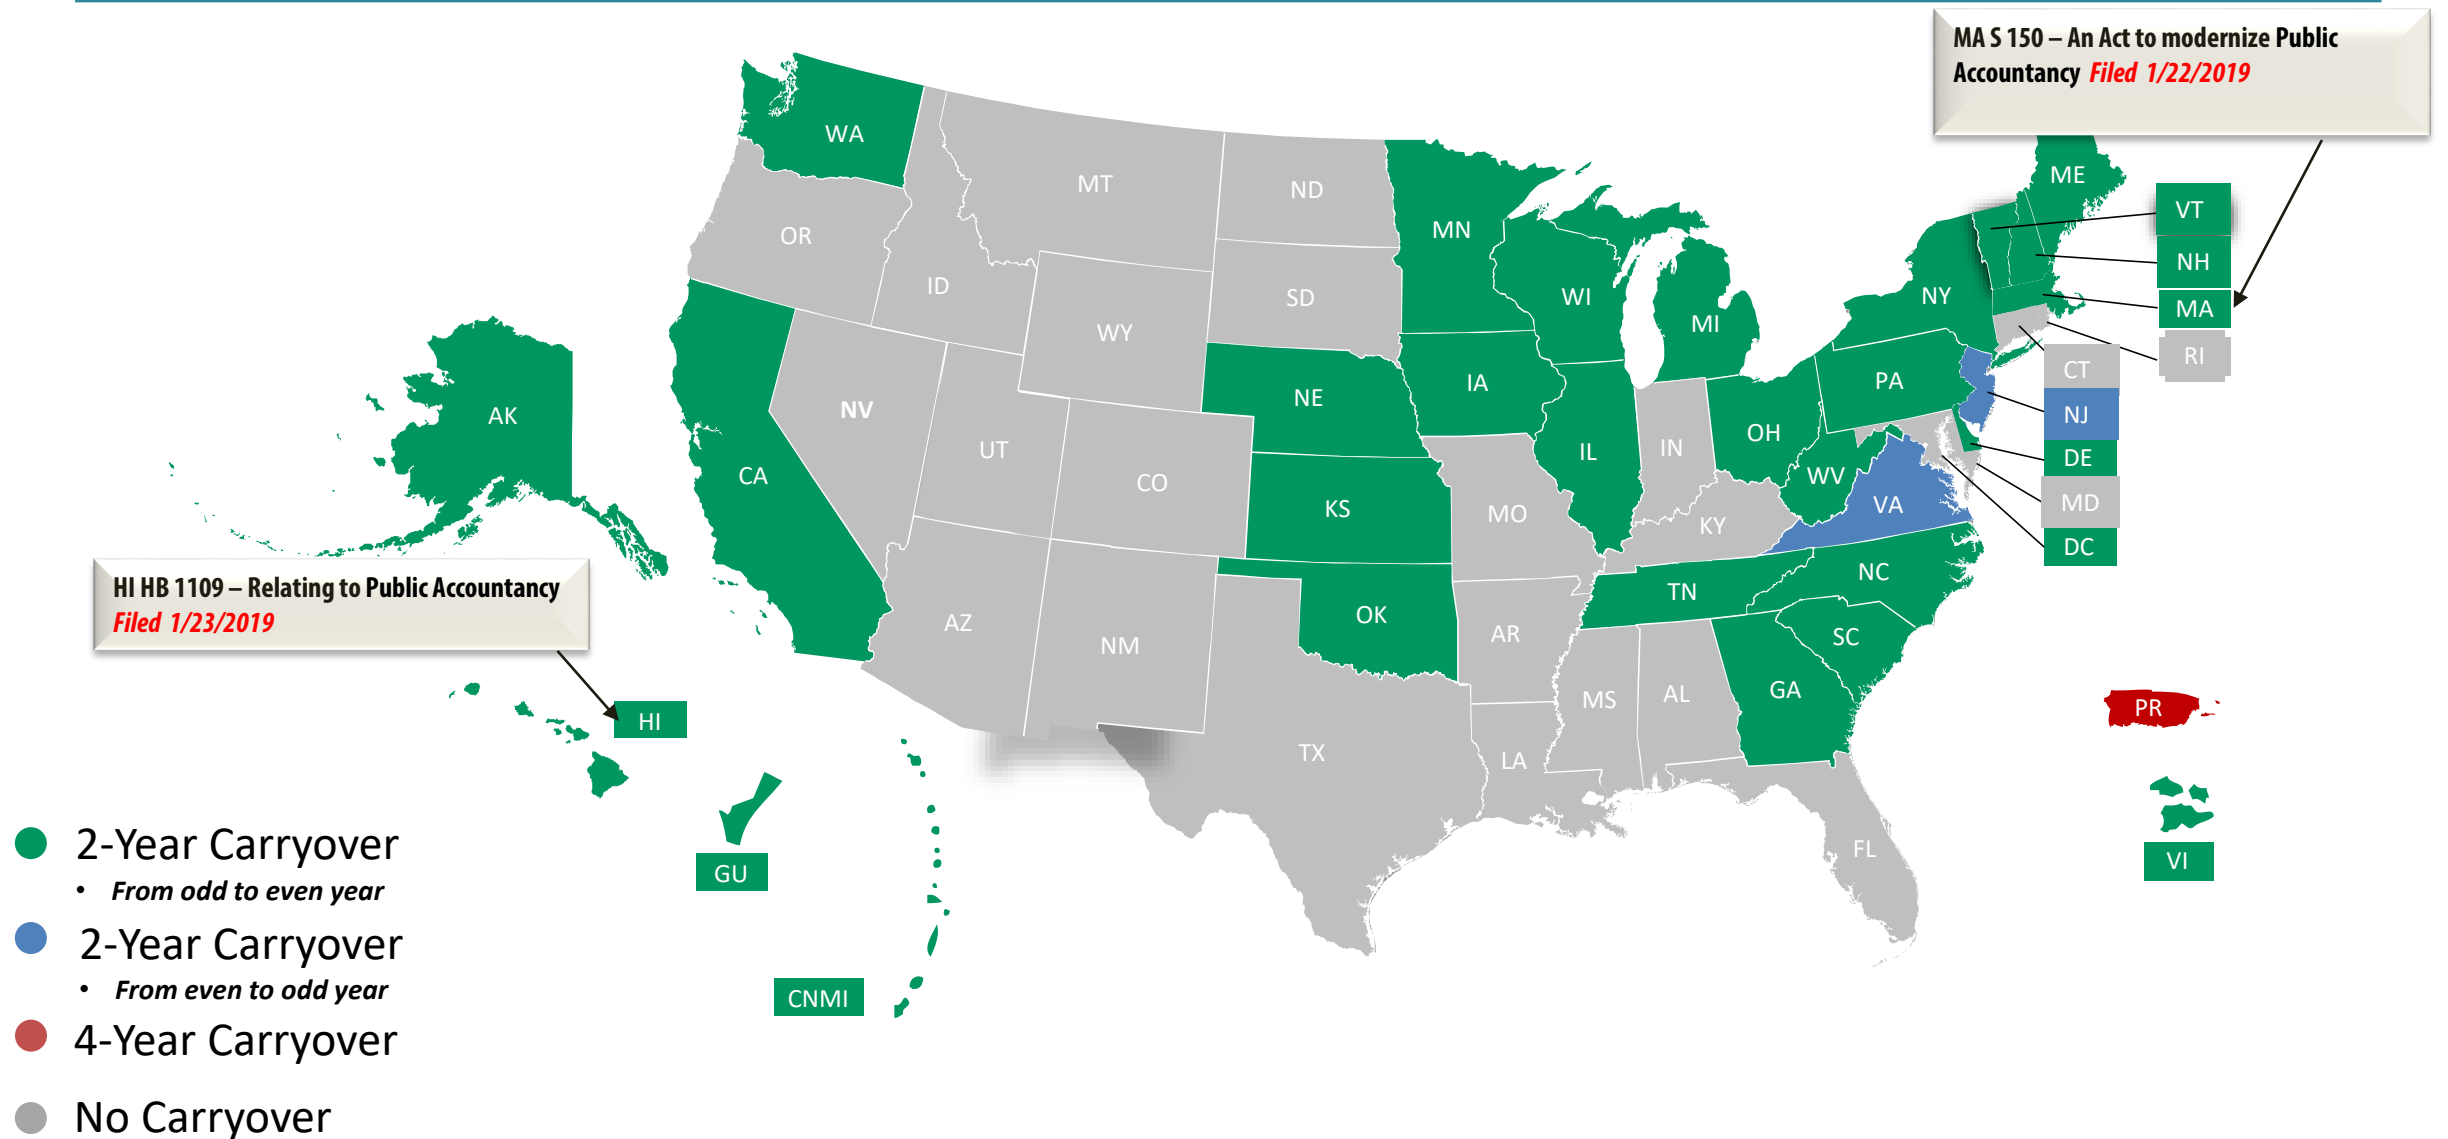 MA S 150 – An Act to modernize Public
Accountancy Filed 1/22/2019
WA
MT
ND
MN
ME
VT
OR
NH
ID
SD
WI
NY
MI
MA
WY
RI
CT
PA
IA
NE
NV
AK
NJ
OH
UT
IN
IL
DE
CA
CO
WV
KS
MO
VA
MD
KY
DC
HI HB 1109 – Relating to Public Accountancy
Filed 1/23/2019
NC
TN
OK
AZ
AR
SC
NM
GA
AL
MS
HI
PR
TX
LA
2-Year Carryover
• From odd to even year
FL
VI
GU
2-Year Carryover
• From even to odd year
CNMI
4-Year Carryover
No Carryover